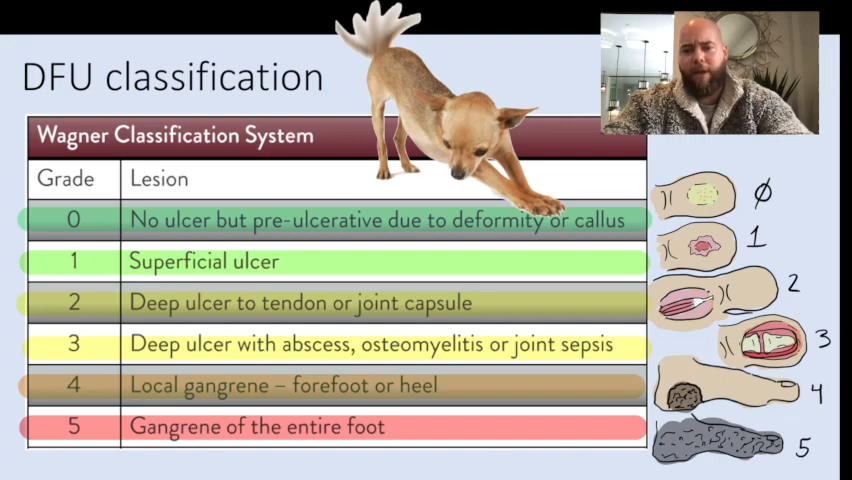 DFU classification
Wagner Classification System
Grade Lesion
0 No ulcer but pre-ulcerative due to deformity or callus
1 Superficial ulcer
2 Deep ulcer to tendon or joint capsule
3 Deep ulcer with abscess, osteomyelitis or joint sepsis
4 Local gangrene – forefoot or heel
5 Gangrene of the entire foot
Ø
1
2
3
4
5